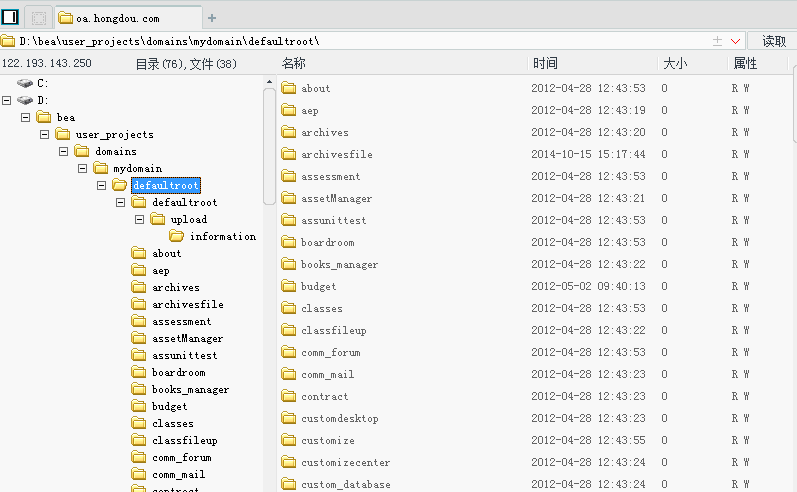 oa.hongdou.com
D:\bea\user_projects\domains\mydomain\defaultroot\ 读取
122.193.143.250 目录(76),文件(38) 名称 时间 大小 属性
C:
D:
bea
user_projects
domains
mydomain
defaultroot
defaultroot
upload
information
about
aep
archives
archivesfile
assessment
assetManager
assunittest
boardroom
books_manager
budget
classes
classfileup
comm_forum
comm_mail
contract
about 2012-04-28 12:43:53 0 R W
aep 2012-04-28 12:43:19 0 R W
archives 2012-04-28 12:43:20 0 R W
archivesfile 2014-10-15 15:17:44 0 R W
assessment 2012-04-28 12:43:53 0 R W
assetManager 2012-04-28 12:43:21 0 R W
assunittest 2012-04-28 12:43:53 0 R W
boardroom 2012-04-28 12:43:53 0 R W
books_manager 2012-04-28 12:43:22 0 R W
budget 2012-05-02 09:40:13 0 R W
classes 2012-04-28 12:43:53 0 R W
classfileup 2012-04-28 12:43:22 0 R W
comm_forum 2012-04-28 12:43:53 0 R W
comm_mail 2012-04-28 12:43:23 0 R W
contract 2012-04-28 12:43:23 0 R W
customdesktop 2012-04-28 12:43:23 0 R W
customize 2012-04-28 12:43:55 0 R W
customizecenter 2012-04-28 12:43:24 0 R W
custom_database 2012-04-28 12:43:24 0 R W